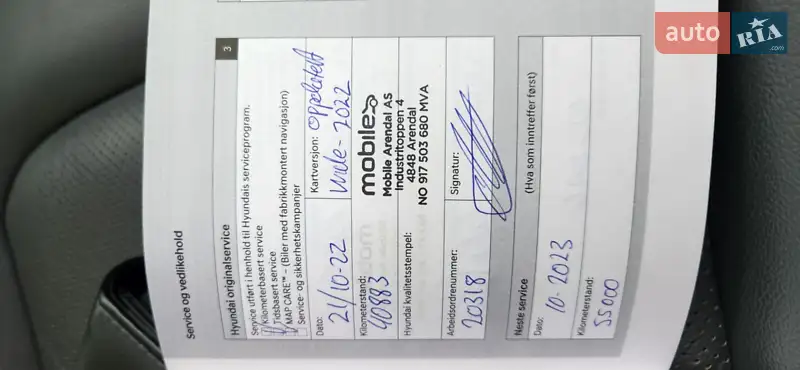 auto RIA .com
Service og vedlikehold
3
Hyundai originalservice
Service utført i henhold til Hyundais serviceprogram.
Kilometerbasert service
Tidsbasert service
MAP CARE™ - (Biler med fabrikkmontert navigasjon)
Service- og sikkerhetskampanjer
Dato:
21/10-22
Kartversjon: oppdatert
Kilometerstand:
40883
mobile
Mobile Arendal AS
Industritoppen 4
4848 Arendal
NO 917 503 680 MVA
Hyundai kvalitetsstempel:
Arbeidsordrenummer:
20318
Signatur:
Neste service
(Hva som inntreffer først)
Dato:
10-2023
Kilometerstand:
55000